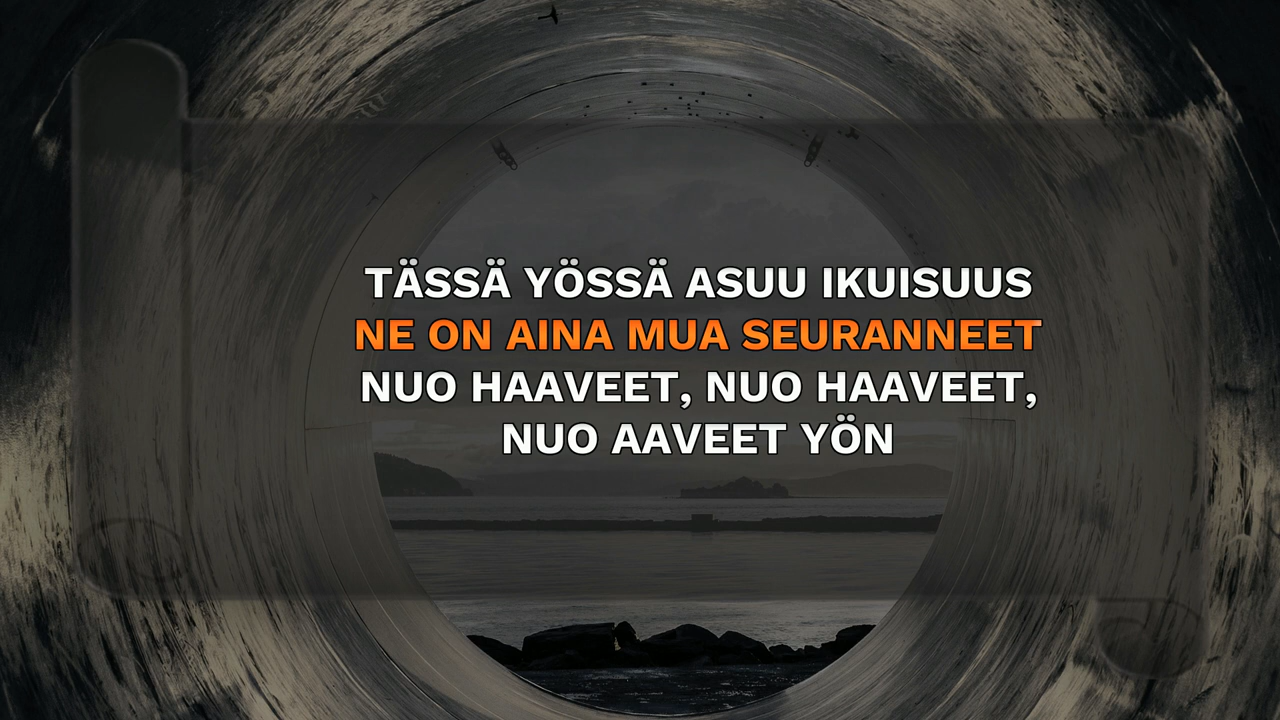 TÄSSÄ YÖSSÄ ASUU IKUISUUS
NE ON AINA MUA SEURANNEET
NUO HAAVEET, NUO HAAVEET,
NUO AAVEET YÖN